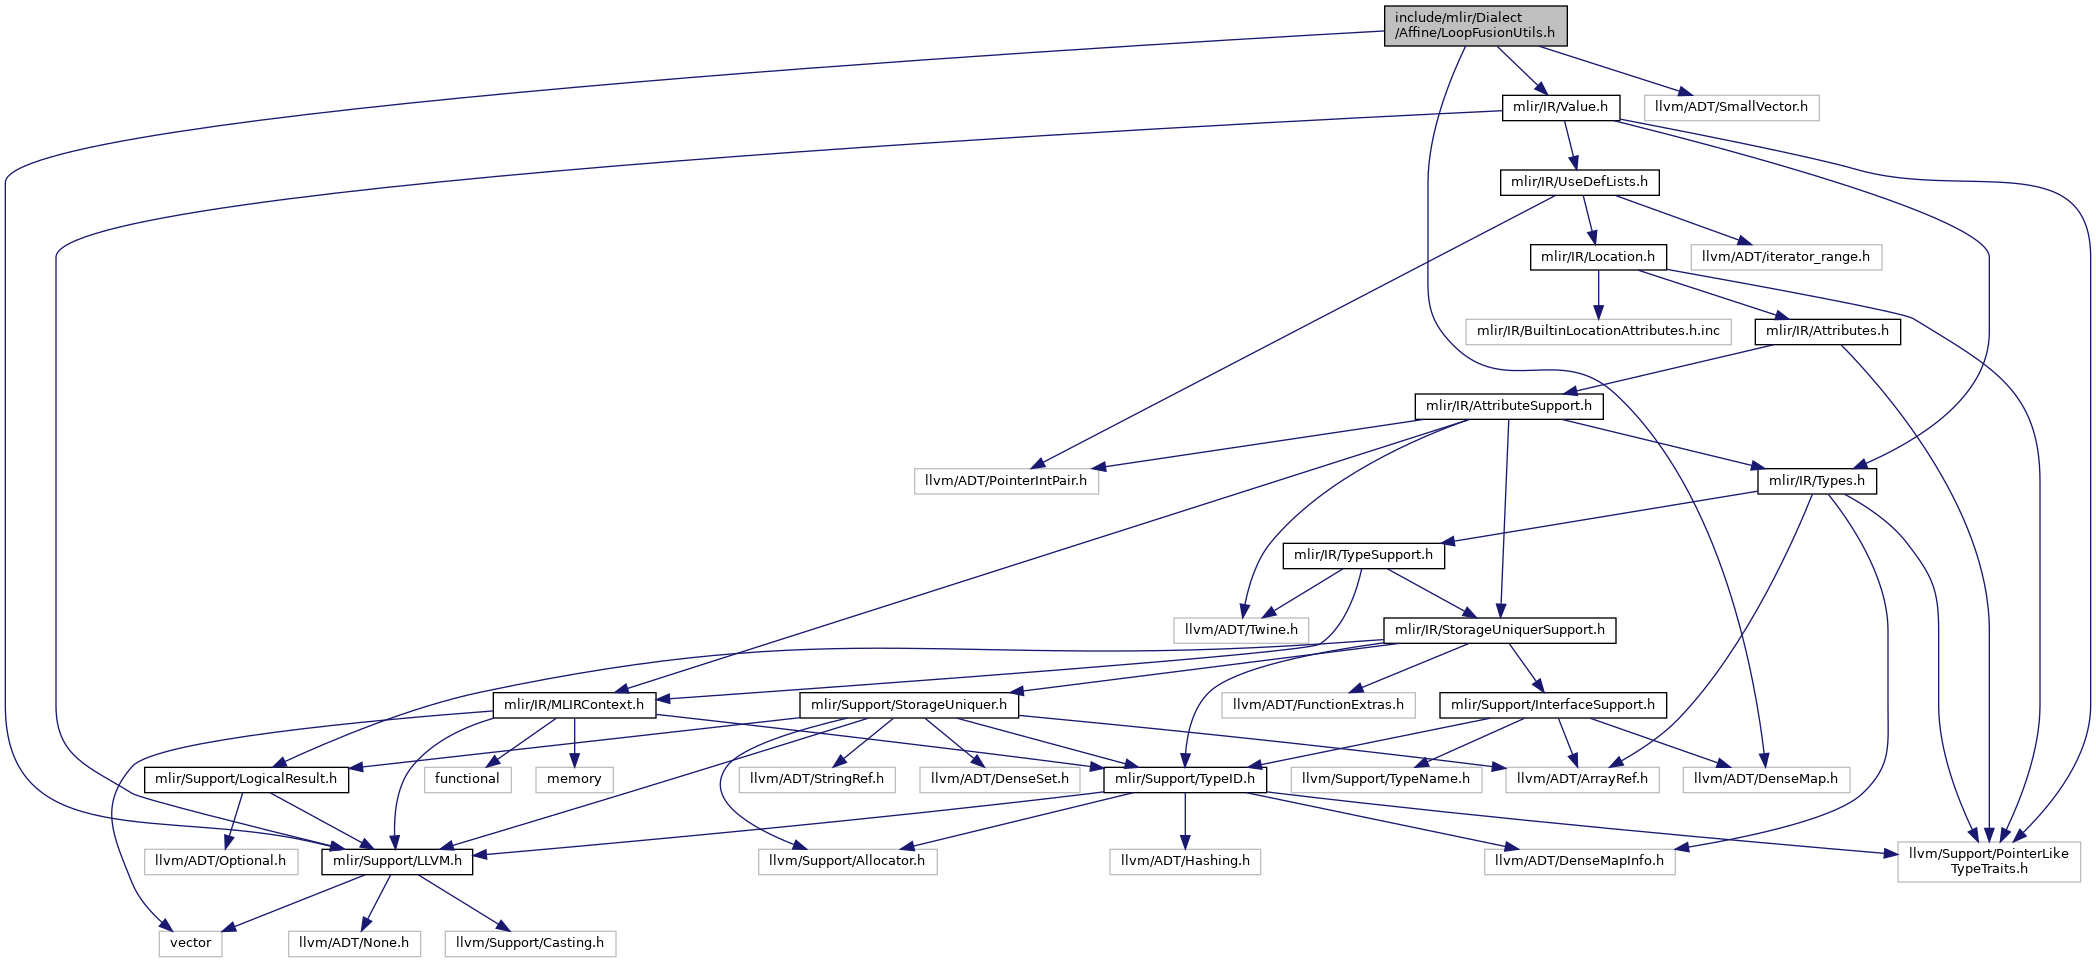 include/mlir/Dialect
/Affine/LoopFusionUtils.h
mlir/IR/Value.h
llvm/ADT/SmallVector.h
mlir/IR/UseDefLists.h
mlir/IR/Location.h
llvm/ADT/iterator_range.h
mlir/IR/BuiltinLocationAttributes.h.inc
mlir/IR/Attributes.h
mlir/IR/AttributeSupport.h
llvm/ADT/PointerIntPair.h
mlir/IR/Types.h
mlir/IR/TypeSupport.h
llvm/ADT/Twine.h
mlir/IR/StorageUniquerSupport.h
mlir/IR/MLIRContext.h
mlir/Support/StorageUniquer.h
llvm/ADT/FunctionExtras.h
mlir/Support/InterfaceSupport.h
mlir/Support/LogicalResult.h
functional
memory
llvm/ADT/StringRef.h
llvm/ADT/DenseSet.h
mlir/Support/TypeID.h
llvm/Support/TypeName.h
llvm/ADT/ArrayRef.h
llvm/ADT/DenseMap.h
llvm/ADT/Optional.h
mlir/Support/LLVM.h
llvm/Support/Allocator.h
llvm/ADT/Hashing.h
llvm/ADT/DenseMapInfo.h
llvm/Support/PointerLike
TypeTraits.h
vector
llvm/ADT/None.h
llvm/Support/Casting.h